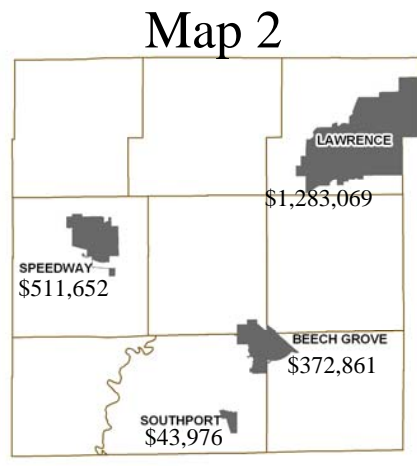 Map 2
LAWRENCE
$1,283,069
SPEEDWAY
$511,652
BEECH GROVE
$372,861
SOUTHPORT
$43,976